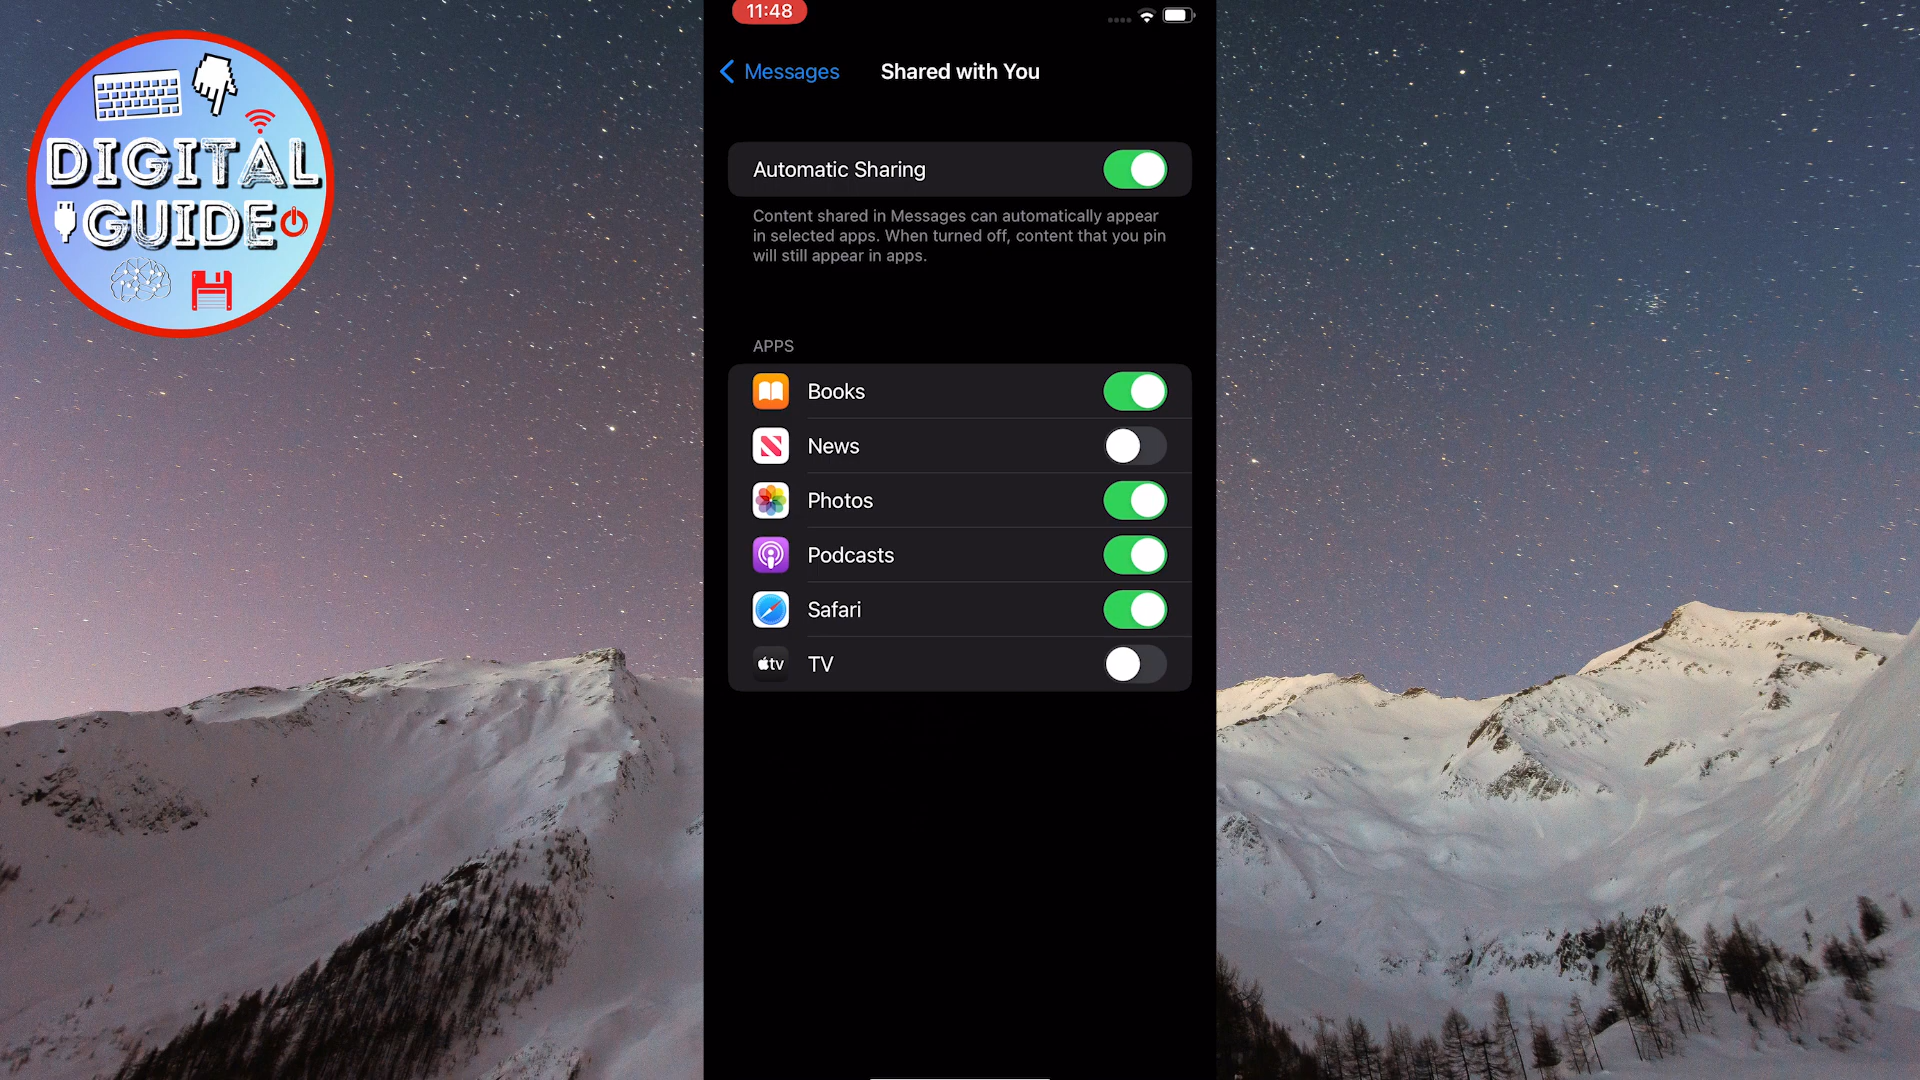 11:48
Messages
Shared with You
DIGITAL
GUIDE
Automatic Sharing
Content shared in Messages can automatically appear
in selected apps. When turned off, content that you pin
will still appear in apps.
APPS
Books
News
Photos
Podcasts
Safari
tv TV